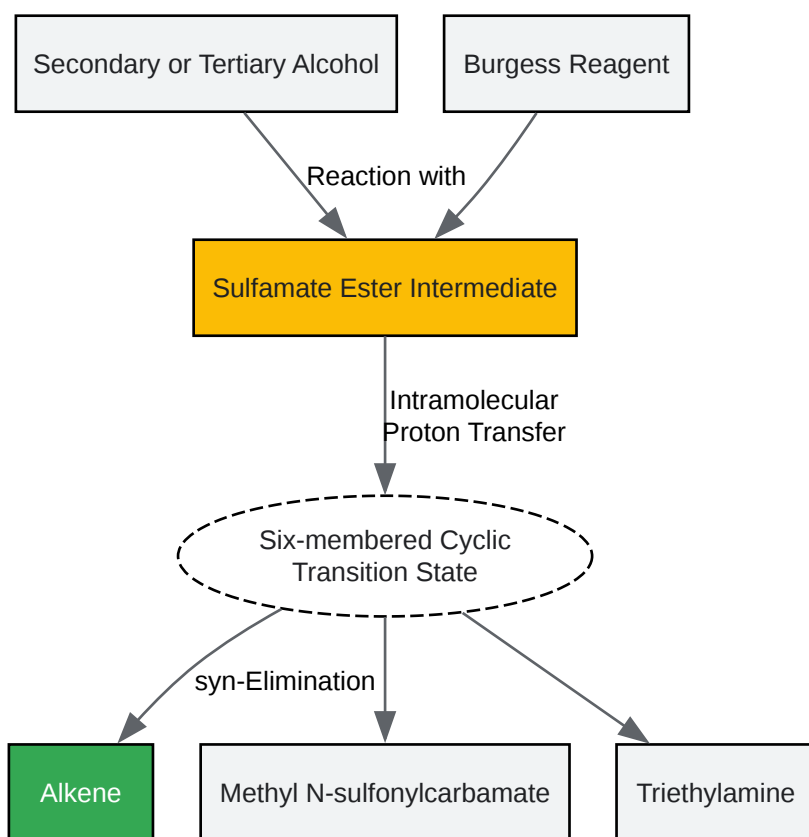 Secondary or Tertiary Alcohol
Burgess Reagent
Reaction with
Sulfamate Ester Intermediate
Intramolecular
Proton Transfer
Six-membered Cyclic
Transition State
syn-Elimination
Alkene
Methyl N-sulfonylcarbamate
Triethylamine